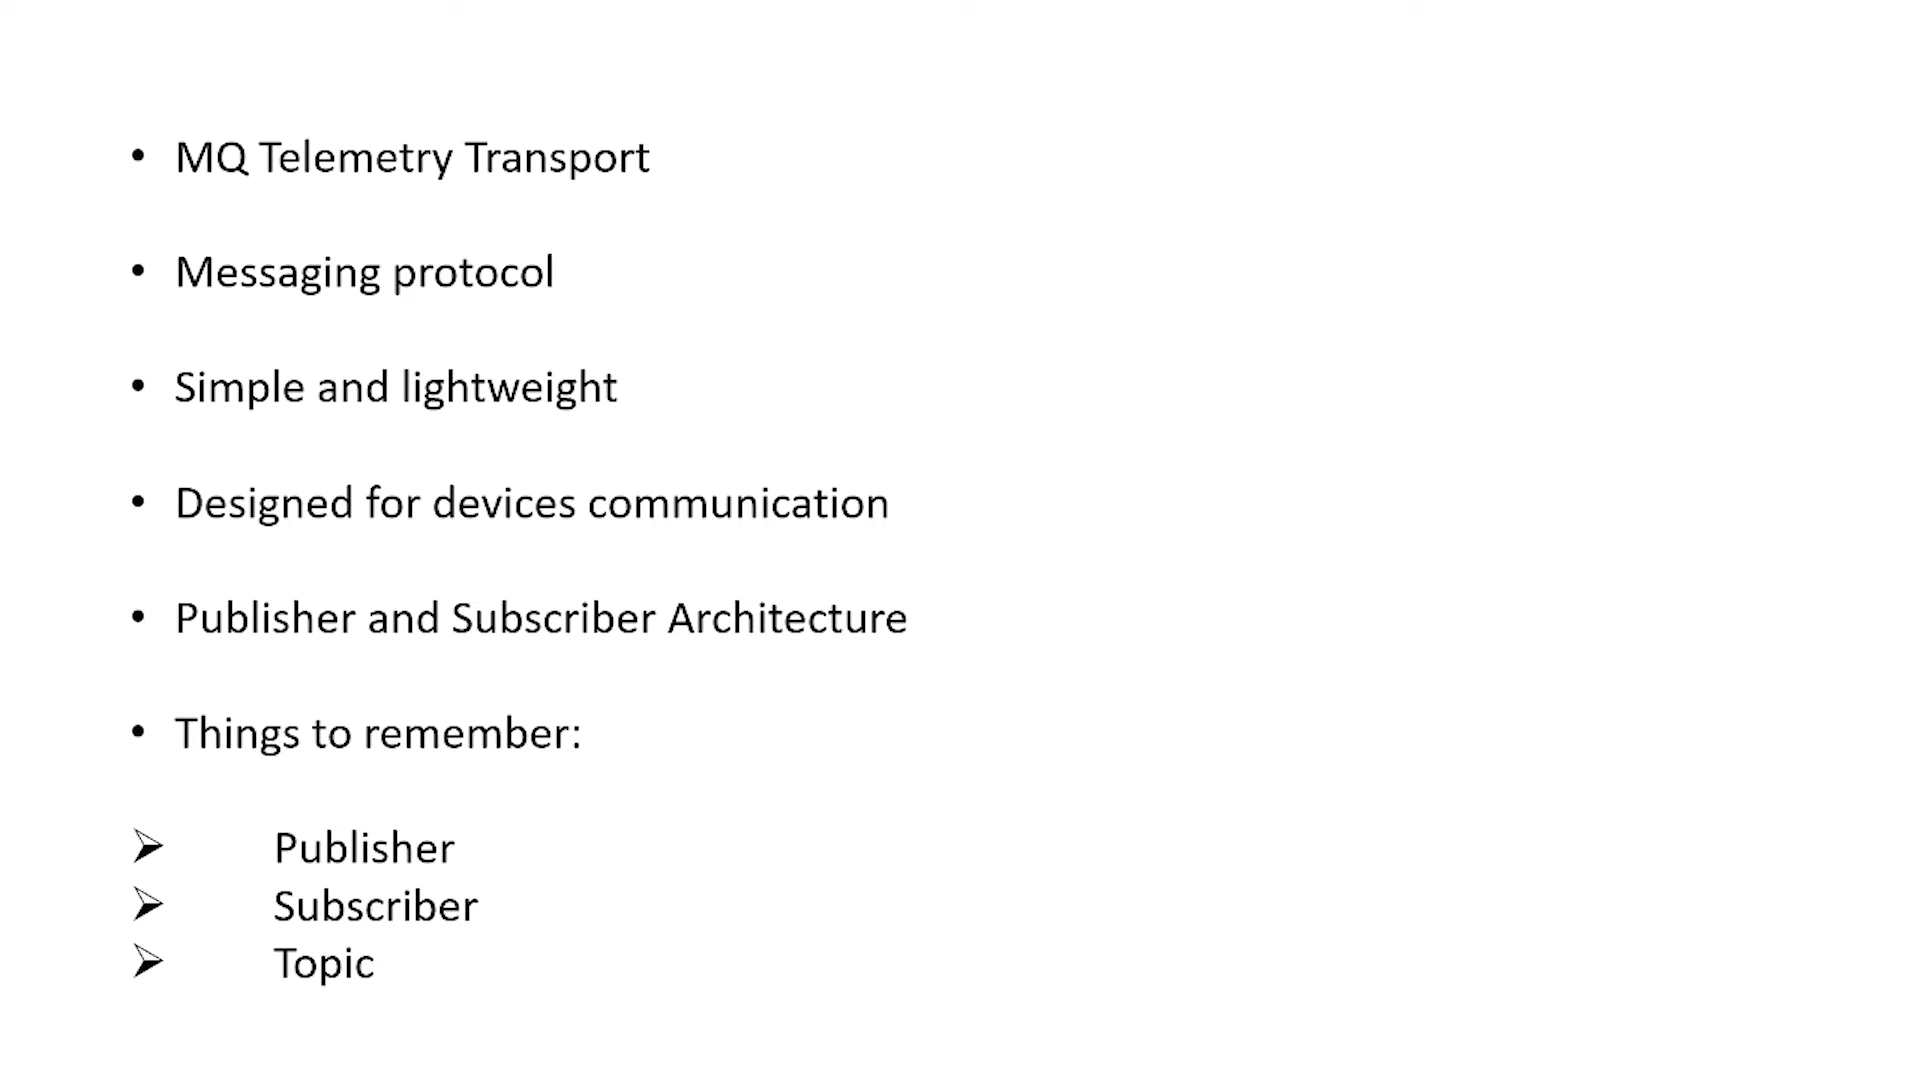 • MQ Telemetry Transport
• Messaging protocol
• Simple and lightweight
• Designed for devices communication
• Publisher and Subscriber Architecture
• Things to remember:
➢ Publisher
➢ Subscriber
➢ Topic